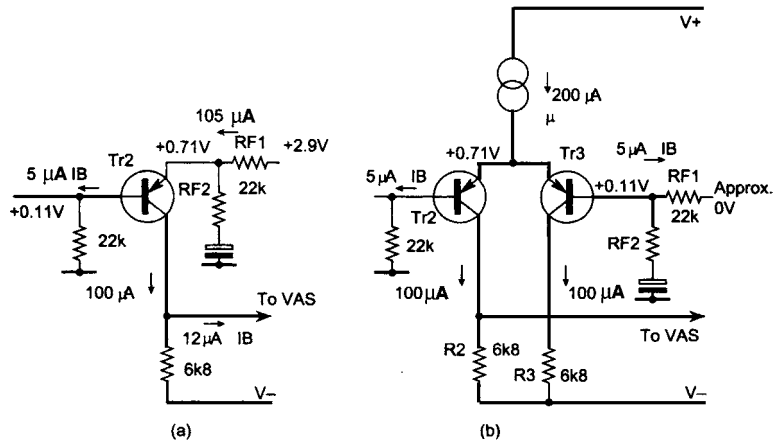 V+
200 μA
μ
105 μA
Tr2
+0.71V
RF1
+2.9V
22k
RF2
5 μA IB
+0.11V
22k
100 μA
To VAS
12μA IB
6k8
V–
(a)
+0.71V
Tr3
5μA IB
RF1
+0.11V
Approx.
0V
22k
RF2
5μA IB
Tr2
22k
100μA
100 μA
To VAS
R2
6k8
R3
6k8
V–
(b)